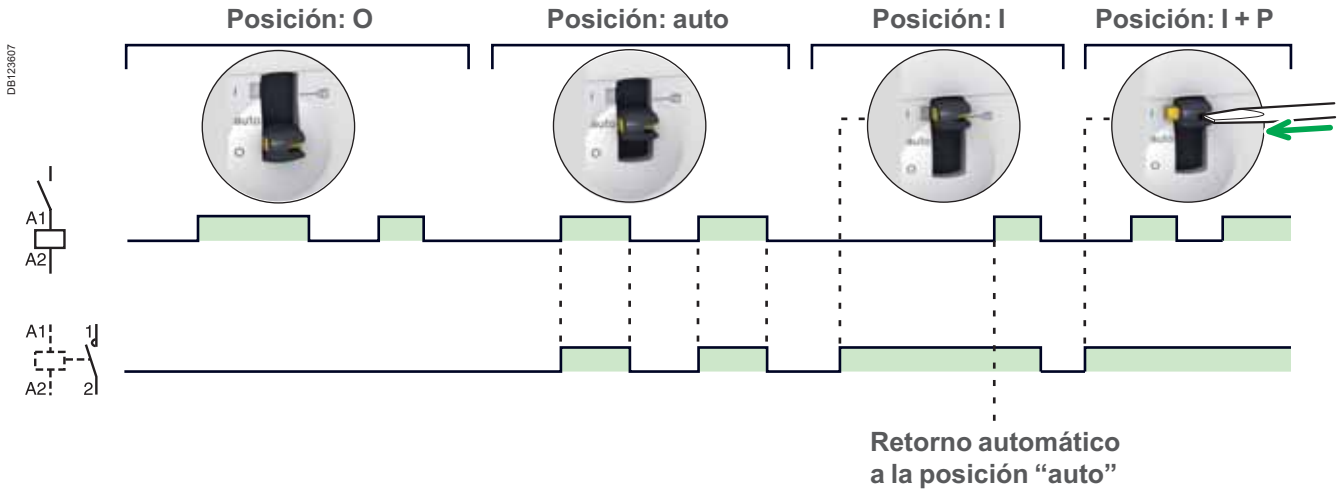 Posición: O
Posición: auto
Posición: I
Posición: I + P
DB123607
I
auto
O
I
auto
O
I
auto
O
I
auto
O
A1
A2
A1
1
A2
2
Retorno automático
a la posición “auto”